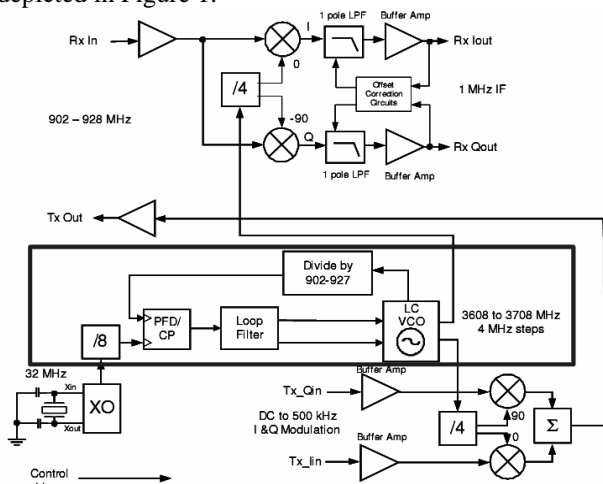 depicted in Figure 1.
1 pole LPF
Buffer Amp
Rx In
I
Rx Iout
0
/4
Offset
Correction
Circuits
1 MHz IF
902 – 928 MHz
-90
Q
Rx Qout
1 pole LPF
Buffer Amp
Tx Out
Divide by
902-927
PFD/
CP
Loop
Filter
LC
VCO
3608 to 3708 MHz
4 MHz steps
/8
32 MHz
Xin
XO
Xout
Buffer Amp
Tx_Qin
DC to 500 kHz
I &Q Modulation
90
/4
0
Σ
Buffer Amp
Tx_Iin
Control